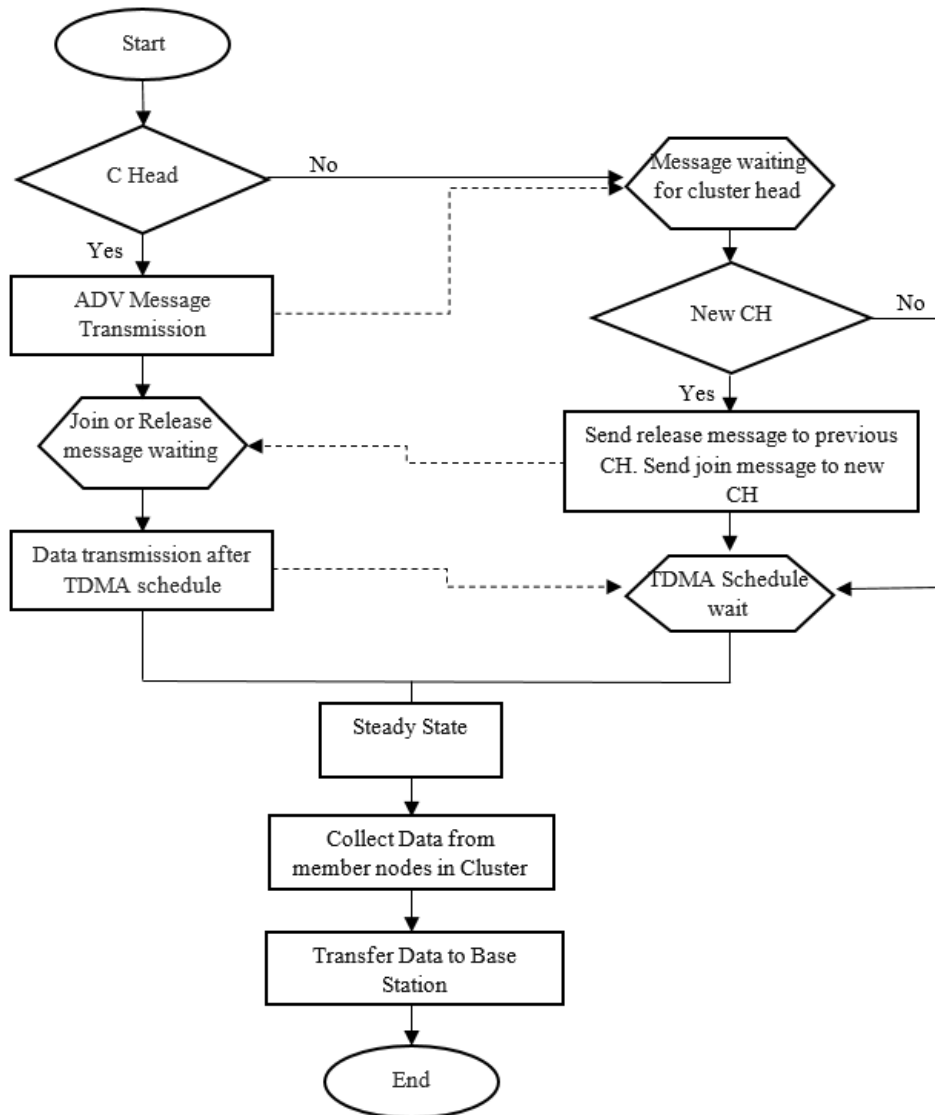 Start
C Head
No
Message waiting
for cluster head
Yes
ADV Message
Transmission
New CH
No
Yes
Join or Release
message waiting
Send release message to previous
CH. Send join message to new
CH
Data transmission after
TDMA schedule
TDMA Schedule
wait
Steady State
Collect Data from
member nodes in Cluster
Transfer Data to Base
Station
End